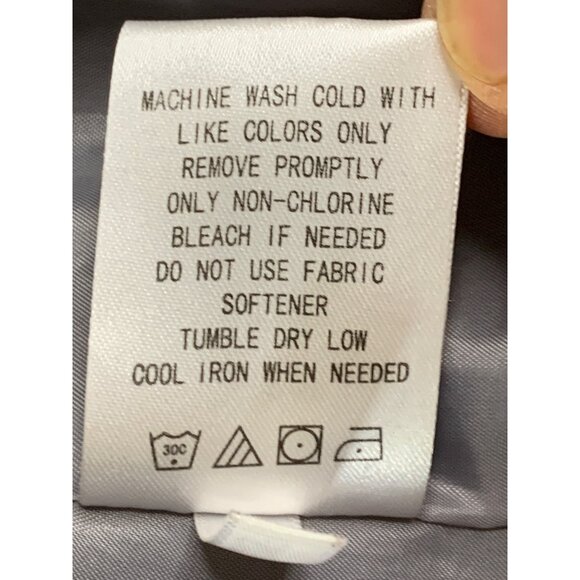 MACHINE WASH COLD WITH
LIKE COLORS ONLY
REMOVE PROMPTLY
ONLY NON-CHLORINE
BLEACH IF NEEDED
DO NOT USE FABRIC
SOFTENER
TUMBLE DRY LOW
COOL IRON WHEN NEEDED
30C